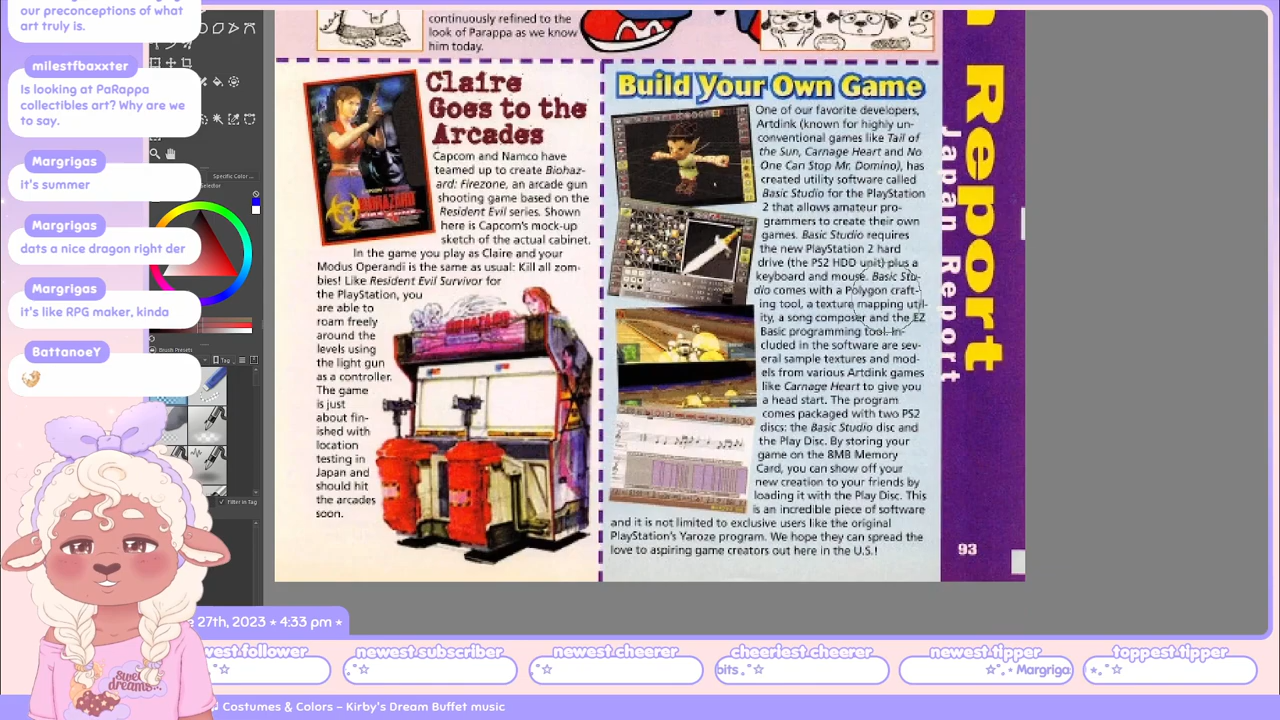 our preconceptions of what
art truly is.
milestfbaxxter
Is looking at PaRappa
collectibles art? Why are we
to say.
Margrigas
it's summer
Margrigas
dats a nice dragon right der
Margrigas
it's like RPG maker, kinda
BattanoeY
Specific Color ...
Brush Presets
Tag
Filter in Tag
continuously refined to the
look of Parappa as we know
him today.
Claire
Goes to the
Arcades
Capcom and Namco have
teamed up to create Biohaz-
ard: Firezone, an arcade gun
shooting game based on the
Resident Evil series. Shown
here is Capcom's mock-up
sketch of the actual cabinet.
In the game you play as Claire and your
Modus Operandi is the same as usual: Kill all zom-
bies! Like Resident Evil Survivor for
the PlayStation, you
are able to
roam freely
around the
levels using
the light gun
as a controller.
The game
is just
about fin-
ished with
location
testing in
Japan and
should hit
the arcades
soon.
Build Your Own Game
One of our favorite developers,
Artdink (known for highly un-
conventional games like Tail of
the Sun, Carnage Heart and No
One Can Stop Mr. Domino), has
created utility software called
Basic Studio for the PlayStation
2 that allows amateur pro-
grammers to create their own
games. Basic Studio requires
the new PlayStation 2 hard
drive (the PS2 HDD unit) plus a
keyboard and mouse. Basic Stu-
dio comes with a Polygon craft-
ing tool, a texture mapping util-
ity, a song composer and the EZ
Basic programming tool. In-
cluded in the software are sev-
eral sample textures and mod-
els from various Artdink games
like Carnage Heart to give you
a head start. The program
comes packaged with two PS2
discs: the Basic Studio disc and
the Play Disc. By storing your
game on the 8MB Memory
Card, you can show off your
new creation to your friends by
loading it with the Play Disc. This
is an incredible piece of software
and it is not limited to exclusive users like the original
PlayStation's Yaroze program. We hope they can spread the
love to aspiring game creators out here in the U.S.!
Report
Japan Report
93
27th, 2023 ⋆ 4:33 pm ⋆
west follower
newest subscriber
newest cheerer
cheeriest cheerer
newest tipper
toppest tipper
bits
Margriga
Costumes & Colors – Kirby's Dream Buffet music
sweet
dreams